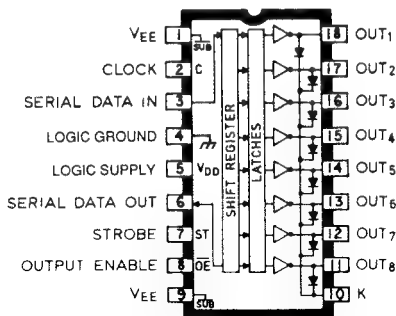 VEE 1 SUB 18 OUT1
CLOCK 2 C 17 OUT2
SERIAL DATA IN 3 16 OUT3
LOGIC GROUND 4 15 OUT4
LOGIC SUPPLY 5 VDD 14 OUT5
SERIAL DATA OUT 6 13 OUT6
STROBE 7 ST 12 OUT7
OUTPUT ENABLE 8 OE 11 OUT8
VEE 9 SUB 10 K
SHIFT REGISTER
LATCHES